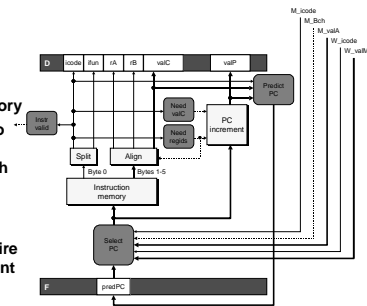 M_icode
M_Bch
M_valA
W_icode
W_valM
D icode ifun rA rB valC valP
Predict
PC
ory
Instr
valid
Need
valC
PC
increment
Need
regids
o
h
Split
Align
Byte 0
Bytes 1-5
Instruction
memory
ire
nt
Select
PC
F predPC